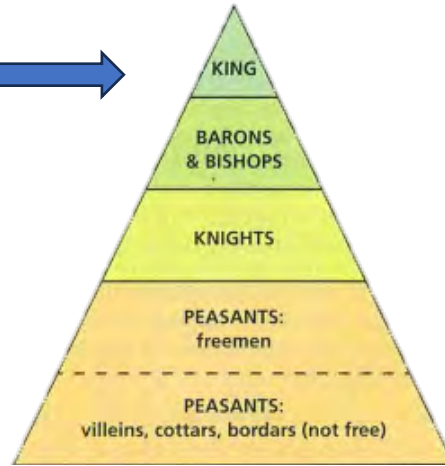 KING
BARONS
& BISHOPS
KNIGHTS
PEASANTS:
freemen
PEASANTS:
villeins, cottars, bordars (not free)